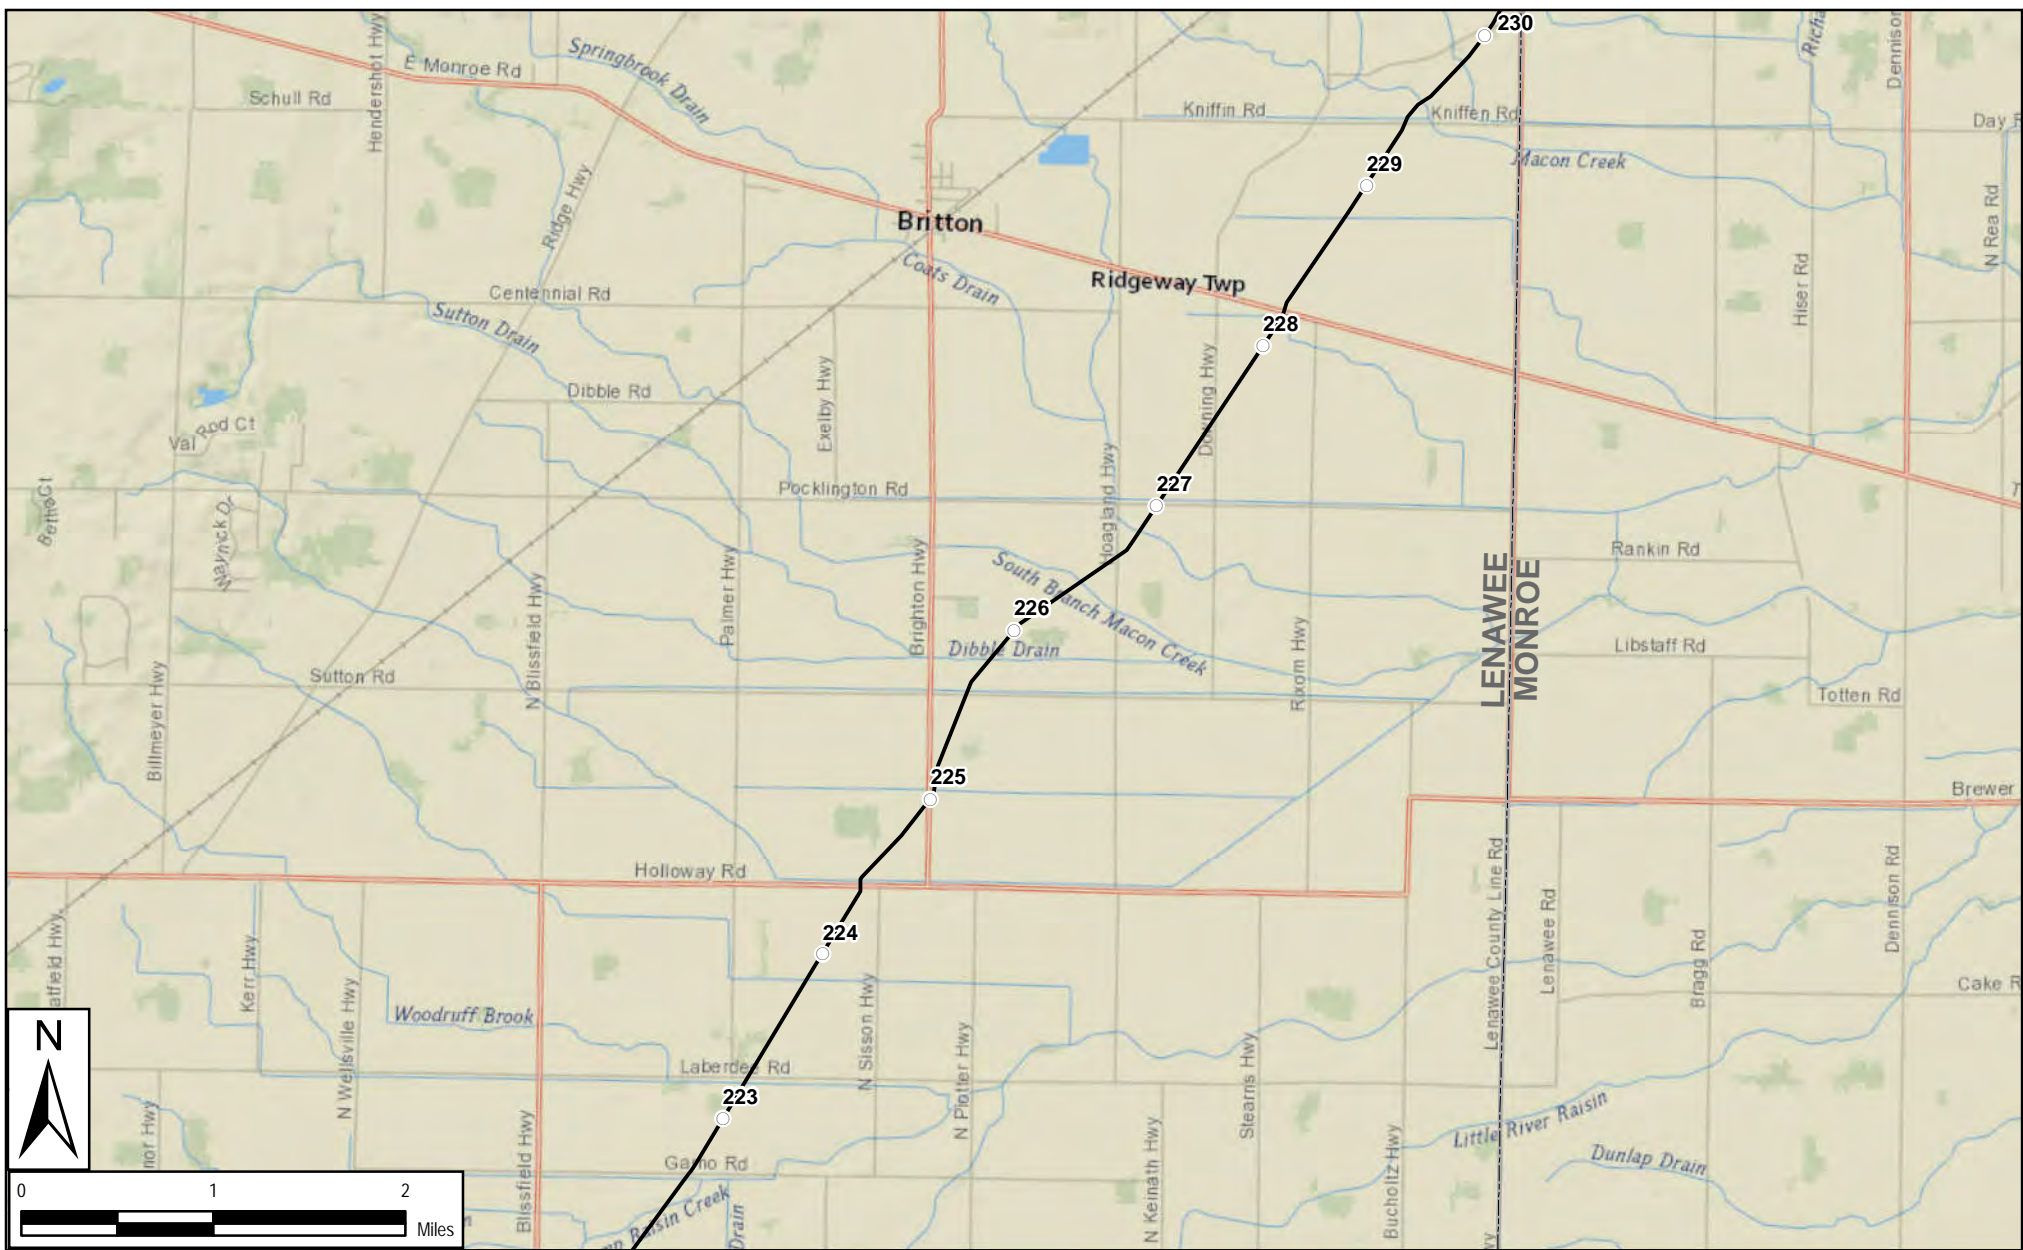 230
Hendershot Hwy
Springbrook Drain
E Monroe Rd
Schull Rd
Kniffin Rd
Kniffen Rd
Dennison
Day
Macon Creek
229
Ridge Hwy
Britton
N Rea Rd
Coats Drain
Ridgeway Twp
Hiser Rd
Centennial Rd
Sutton Drain
228
Dibble Rd
Exelby Hwy
Downing Hwy
Val Rod Ct
Hoagland Hwy
227
Pocklington Rd
Beth Ct
Maynick Dr
Rankin Rd
South Branch Macon Creek
LENAWEE
MONROE
Palmer Hwy
Brighton Hwy
N Blissfield Hwy
226
Dibble Drain
Libstaff Rd
Rixom Hwy
Sutton Rd
Totten Rd
Billmeyer Hwy
225
Brewer
Holloway Rd
Lenawee County Line Rd
Lenawee Rd
Dennison Rd
224
Bragg Rd
Kerr Hwy
N Wellsville Hwy
N Sisson Hwy
Cake
Woodruff Brook
N
Laberdee Rd
N Plotter Hwy
Stearns Hwy
223
Little River Raisin
Blissfield Hwy
N Keinath Hwy
Bucholtz Hwy
Dunlap Drain
Garno Rd
Raisin Creek
Drain
0 1 2
Miles